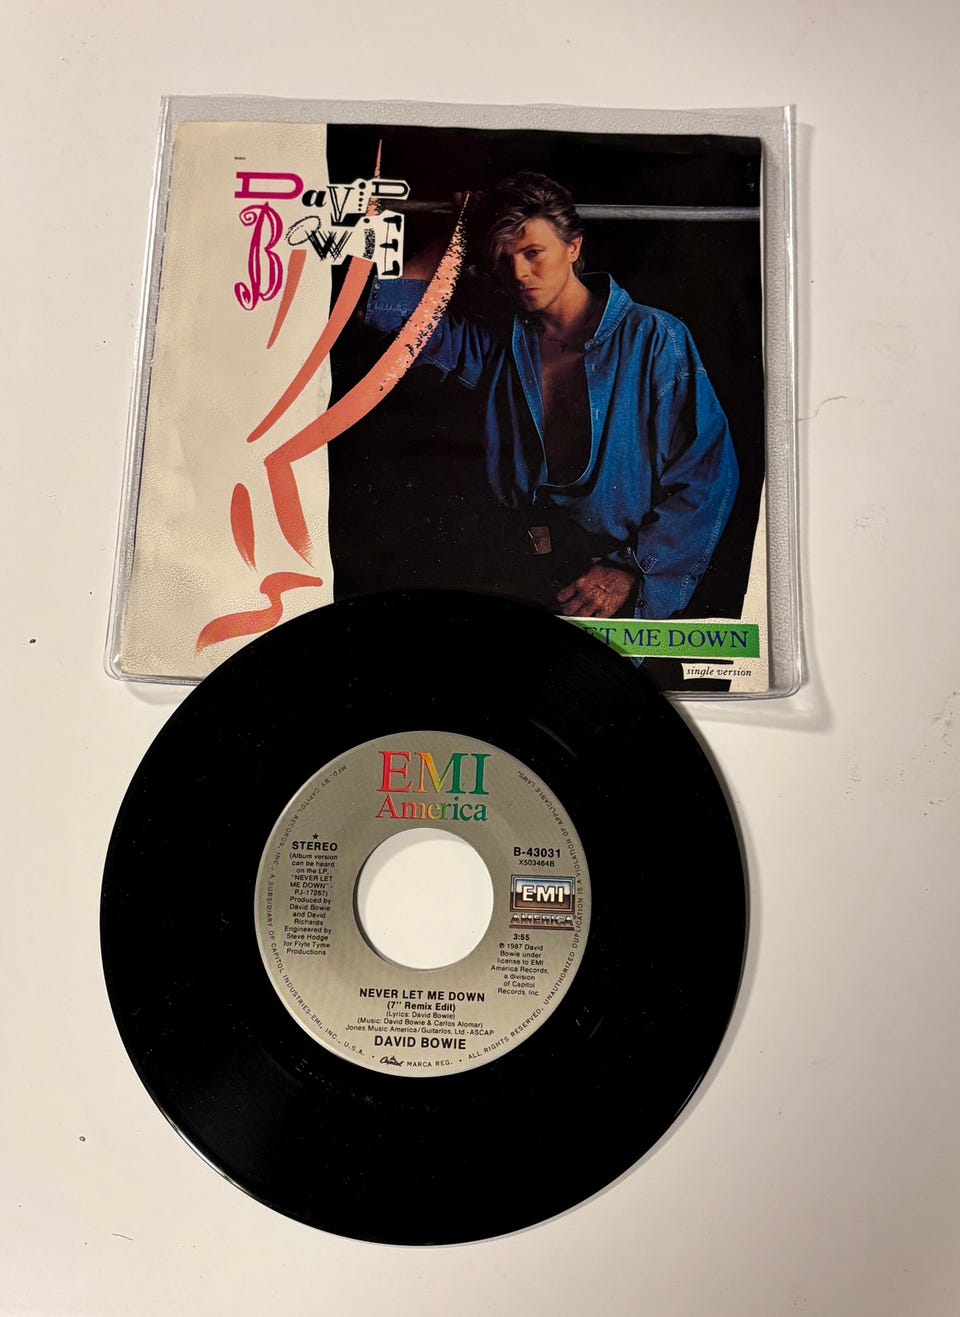 DaViD
BOWiE
ET ME DOWN
single version
EMI
America
MFD. BY CAPITOL RECORDS, INC., A SUBSIDIARY OF CAPITOL INDUSTRIES-EMI, INC., U.S.A. • Capitol MARCA REG. • ALL RIGHTS RESERVED. UNAUTHORIZED DUPLICATION IS A VIOLATION OF APPLICABLE LAWS.
STEREO
(Album version
can be heard
on the LP,
"NEVER LET
ME DOWN" -
PJ-17267)
Produced by
David Bowie
and David
Richards
Engineered by
Steve Hodge
for Flyte Tyme
Productions
B-43031
X503464B
EMI
AMERICA
3:55
℗ 1987 David
Bowie under
license to EMI
America Records,
a division
of Capitol
Records, Inc.
NEVER LET ME DOWN
(7" Remix Edit)
(Lyrics: David Bowie)
(Music: David Bowie & Carlos Alomar)
Jones Music America/Guitarlos, Ltd.-ASCAP
DAVID BOWIE